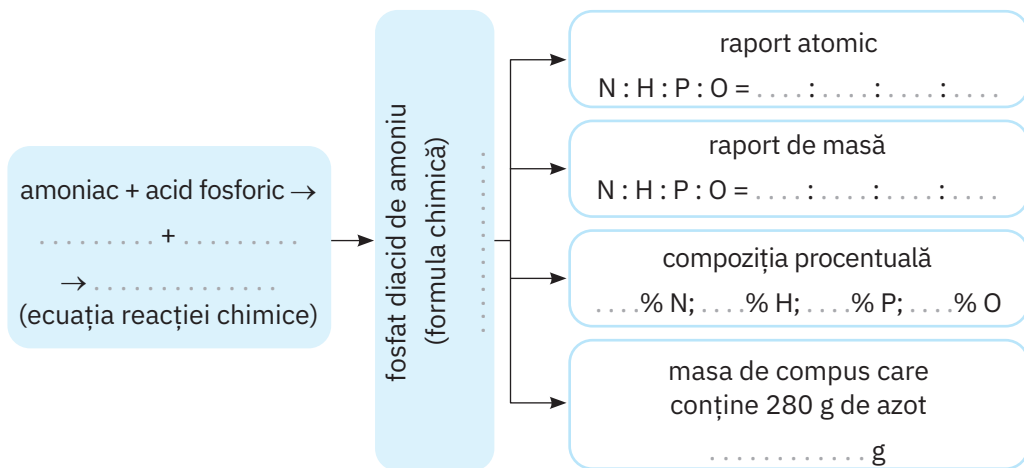 amoniac + acid fosforic →
. . . . . . . . . + . . . . . . . . .
→ . . . . . . . . . . . . . .
(ecuația reacției chimice)
fosfat diacid de amoniu
(formula chimică)
. . . . . . . . . . . . . . . . . . . .
raport atomic
N : H : P : O = . . . . : . . . . : . . . . : . . . .
raport de masă
N : H : P : O = . . . . : . . . . : . . . . : . . . .
compoziția procentuală
. . . .% N; . . . .% H; . . . .% P; . . . .% O
masa de compus care
conține 280 g de azot
. . . . . . . . . . . . g